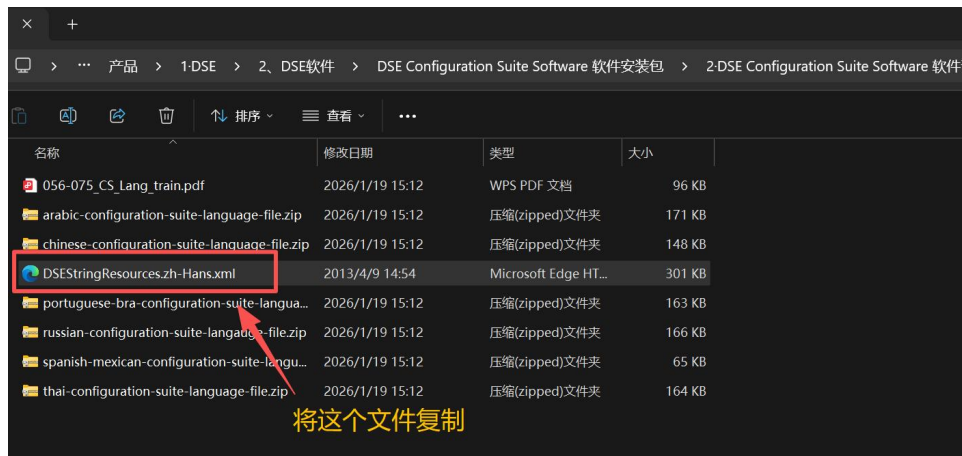 产品 > 1·DSE > 2、DSE软件 > DSE Configuration Suite Software 软件安装包 > 2·DSE Configuration Suite Software 软件
排序 查看
名称 修改日期 类型 大小
056-075_CS_Lang_train.pdf 2026/1/19 15:12 WPS PDF 文档 96 KB
arabic-configuration-suite-language-file.zip 2026/1/19 15:12 压缩(zipped)文件夹 171 KB
chinese-configuration-suite-language-file.zip 2026/1/19 15:12 压缩(zipped)文件夹 148 KB
DSEStringResources.zh-Hans.xml 2013/4/9 14:54 Microsoft Edge HT... 301 KB
portuguese-bra-configuration-suite-langua... 2026/1/19 15:12 压缩(zipped)文件夹 163 KB
russian-configuration-suite-langauge-file.zip 2026/1/19 15:12 压缩(zipped)文件夹 166 KB
spanish-mexican-configuration-suite-langu... 2026/1/19 15:12 压缩(zipped)文件夹 65 KB
thai-configuration-suite-language-file.zip 2026/1/19 15:12 压缩(zipped)文件夹 164 KB
将这个文件复制